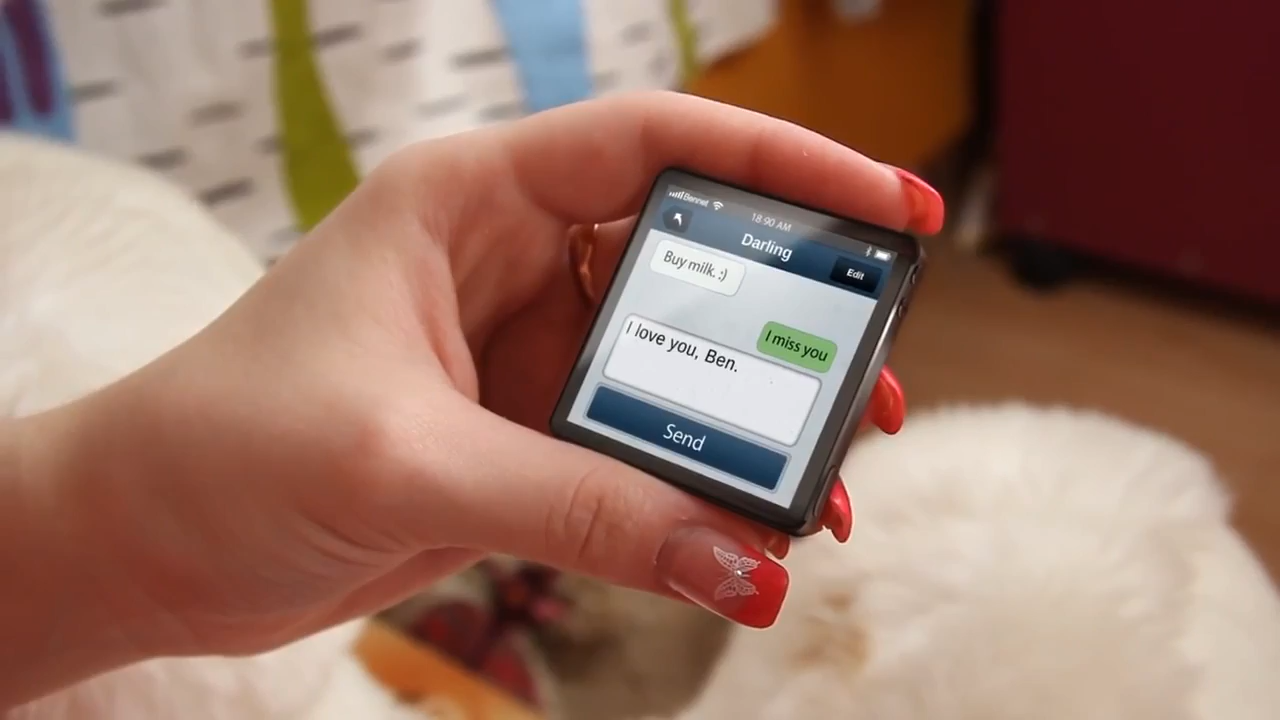 Bennet
18:90 AM
Darling
Edit
Buy milk. :)
I miss you
I love you, Ben.
Send